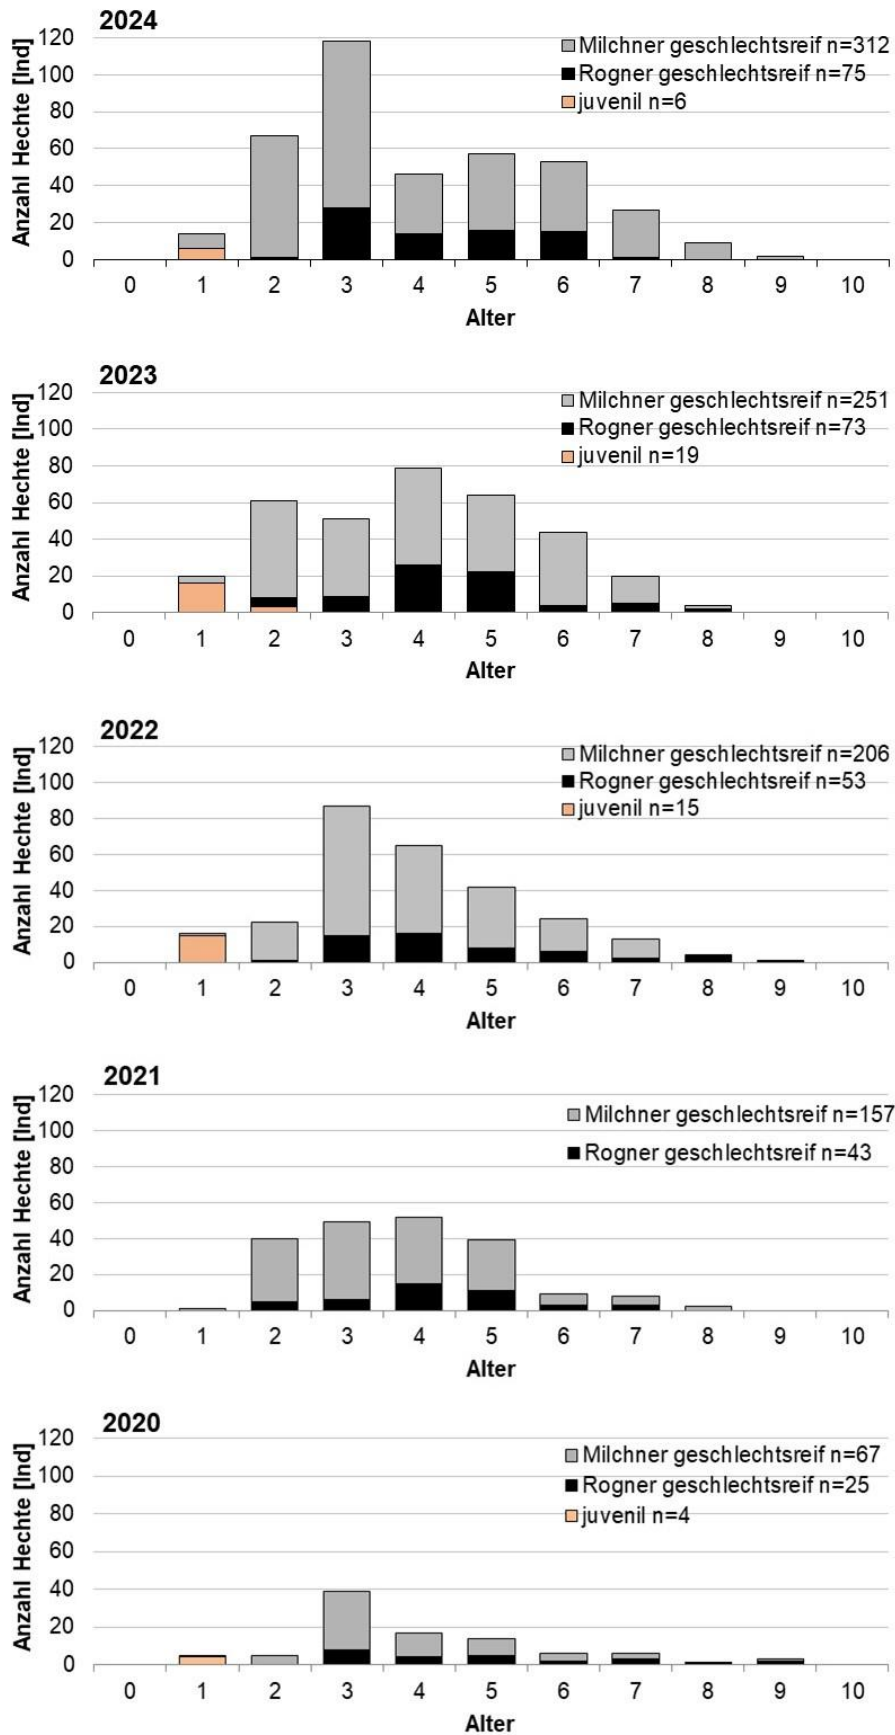 2024
Anzahl Hechte [Ind]
120
100
80
60
40
20
0
Milchner geschlechtsreif n=312
Rogner geschlechtsreif n=75
juvenil n=6
0 1 2 3 4 5 6 7 8 9 10
Alter
2023
Anzahl Hechte [Ind]
120
100
80
60
40
20
0
Milchner geschlechtsreif n=251
Rogner geschlechtsreif n=73
juvenil n=19
0 1 2 3 4 5 6 7 8 9 10
Alter
2022
Anzahl Hechte [Ind]
120
100
80
60
40
20
0
Milchner geschlechtsreif n=206
Rogner geschlechtsreif n=53
juvenil n=15
0 1 2 3 4 5 6 7 8 9 10
Alter
2021
Anzahl Hechte [Ind]
120
100
80
60
40
20
0
Milchner geschlechtsreif n=157
Rogner geschlechtsreif n=43
0 1 2 3 4 5 6 7 8 9 10
Alter
2020
Anzahl Hechte [Ind]
120
100
80
60
40
20
0
Milchner geschlechtsreif n=67
Rogner geschlechtsreif n=25
juvenil n=4
0 1 2 3 4 5 6 7 8 9 10
Alter